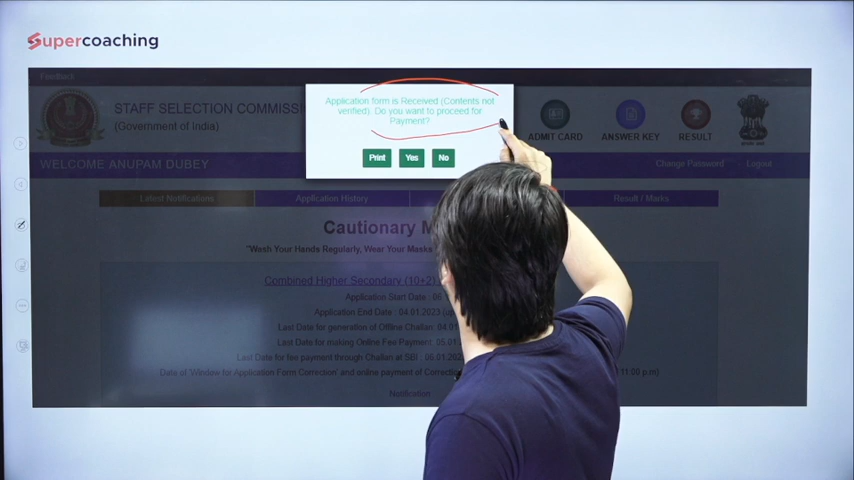 Supercoaching
Feedback
Application form is Received (Contents not
verified). Do you want to proceed for
Payment?
Print Yes No
STAFF SELECTION COMMISSI
(Government of India)
ADMIT CARD ANSWER KEY RESULT
WELCOME ANUPAM DUBEY
Change Password Logout
Latest Notifications Application History Result / Marks
Cautionary M
"Wash Your Hands Regularly, Wear Your Masks
Combined Higher Secondary (10+2)
Application Start Date : 06
Application End Date : 04.01.2023
Last Date for generation of Offline Challan: 04.01
Last Date for making Online Fee Payment: 05.01
Last Date for fee payment through Challan at SBI : 06.01
Date of 'Window for Application Form Correction' and online payment of Correction 11:00 p.m)
Notification